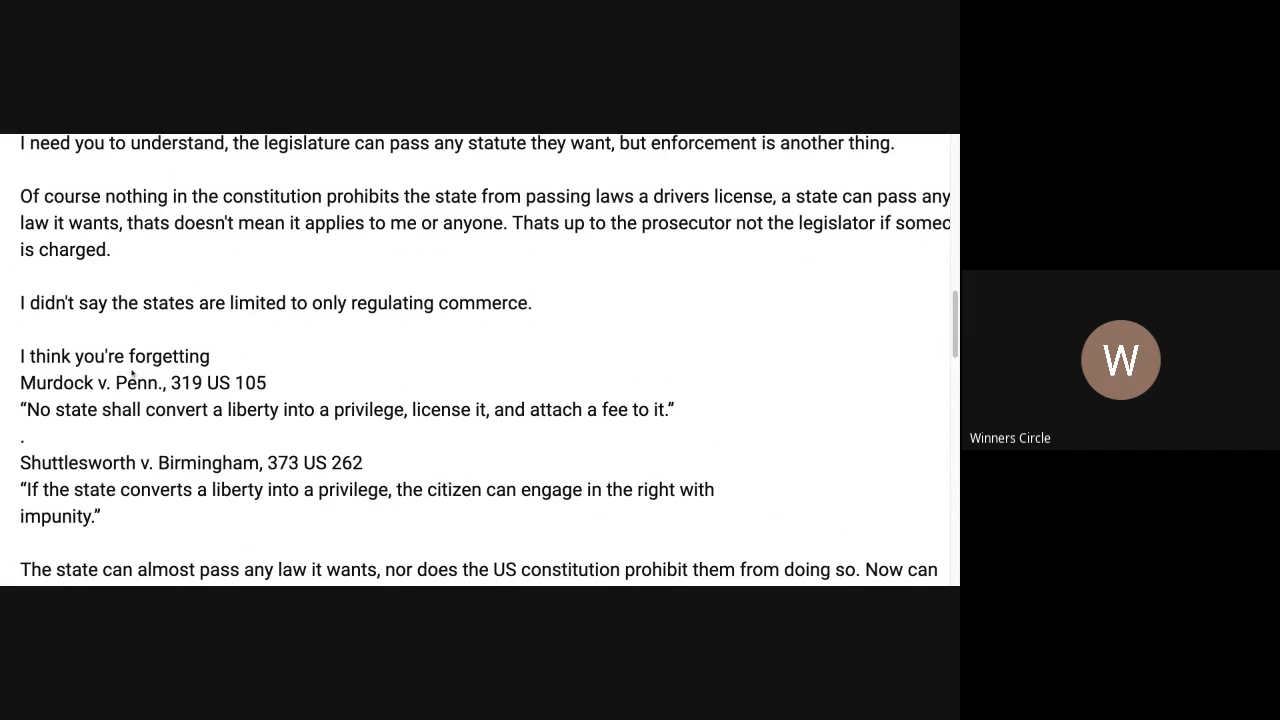 I need you to understand, the legislature can pass any statute they want, but enforcement is another thing.
Of course nothing in the constitution prohibits the state from passing laws a drivers license, a state can pass any
law it wants, thats doesn't mean it applies to me or anyone. Thats up to the prosecutor not the legislator if someo
is charged.
I didn't say the states are limited to only regulating commerce.
I think you're forgetting
Murdock v. Penn., 319 US 105
“No state shall convert a liberty into a privilege, license it, and attach a fee to it.”
.
Shuttlesworth v. Birmingham, 373 US 262
“If the state converts a liberty into a privilege, the citizen can engage in the right with
impunity.”
The state can almost pass any law it wants, nor does the US constitution prohibit them from doing so. Now can
W
Winners Circle